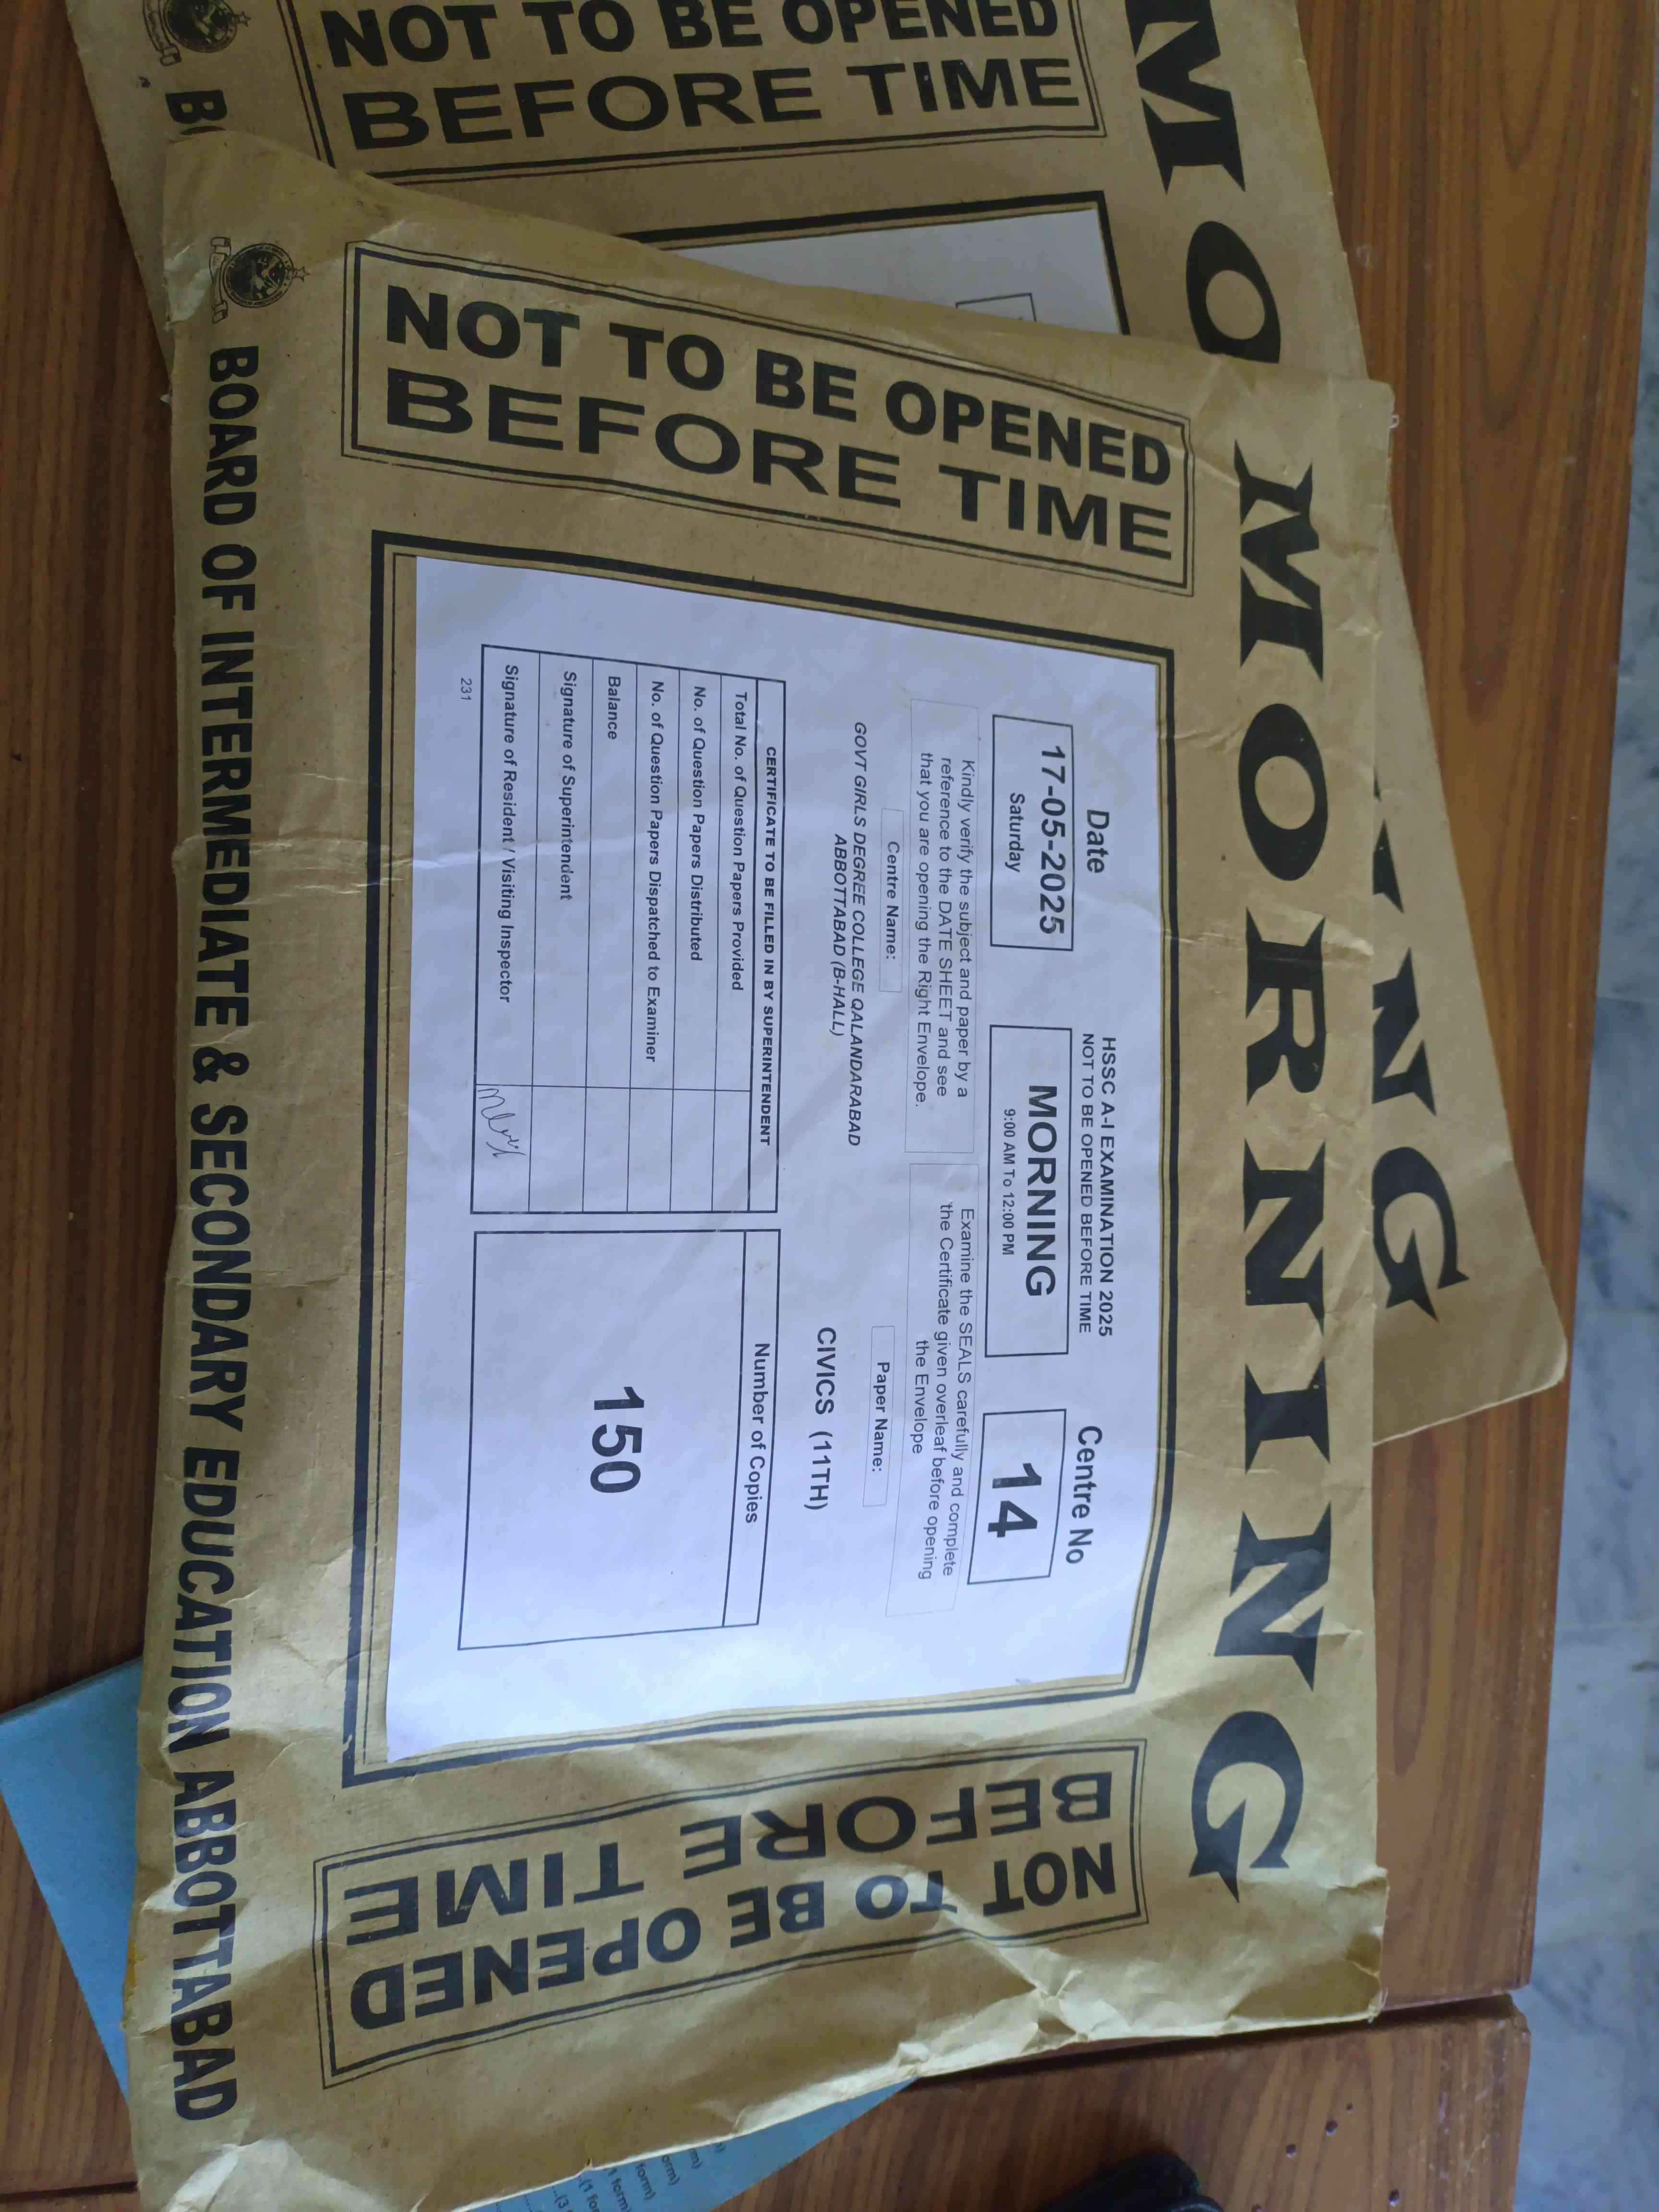 NOT TO BE OPENED
BEFORE TIME
MO
NG
BO
MORNING
NOT TO BE OPENED
BEFORE TIME
Date
17-05-2025
Saturday
HSSC A-I EXAMINATION 2025
NOT TO BE OPENED BEFORE TIME
MORNING
9:00 AM To 12:00 PM
Centre No
14
Kindly verify the subject and paper by a
reference to the DATE SHEET and see
that you are opening the Right Envelope.
Examine the SEALS carefully and complete
the Certificate given overleaf before opening
the Envelope
Centre Name:
GOVT GIRLS DEGREE COLLEGE QALANDARABAD
ABBOTTABAD (B-HALL)
Paper Name:
CIVICS (11TH)
CERTIFICATE TO BE FILLED IN BY SUPERINTENDENT
Total No. of Question Papers Provided
No. of Question Papers Distributed
No. of Question Papers Dispatched to Examiner
Balance
Signature of Superintendent
Signature of Resident / Visiting Inspector
231
Number of Copies
150
NOT TO BE OPENED
BEFORE TIME
BOARD OF INTERMEDIATE & SECONDARY EDUCATION ABBOTTABAD
form)
(1 form)